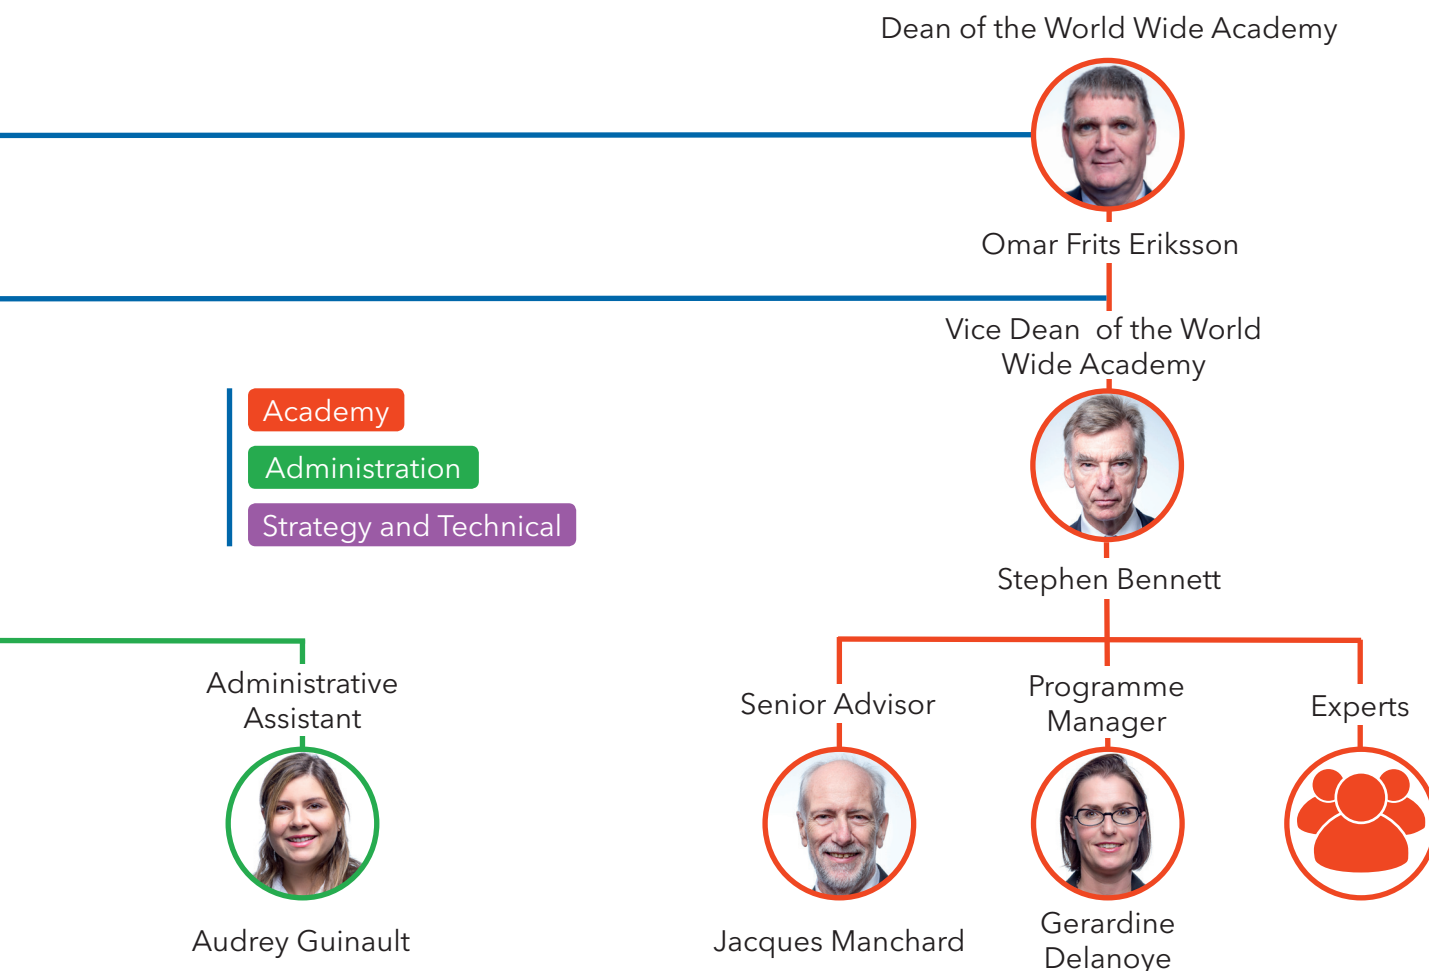 Dean of the World Wide Academy
Omar Frits Eriksson
Vice Dean  of the World
Wide Academy
Academy
Administration
Strategy and Technical
Stephen Bennett
Administrative
Assistant
Senior Advisor
Programme
Manager
Experts
Audrey Guinault
Jacques Manchard
Gerardine
Delanoye